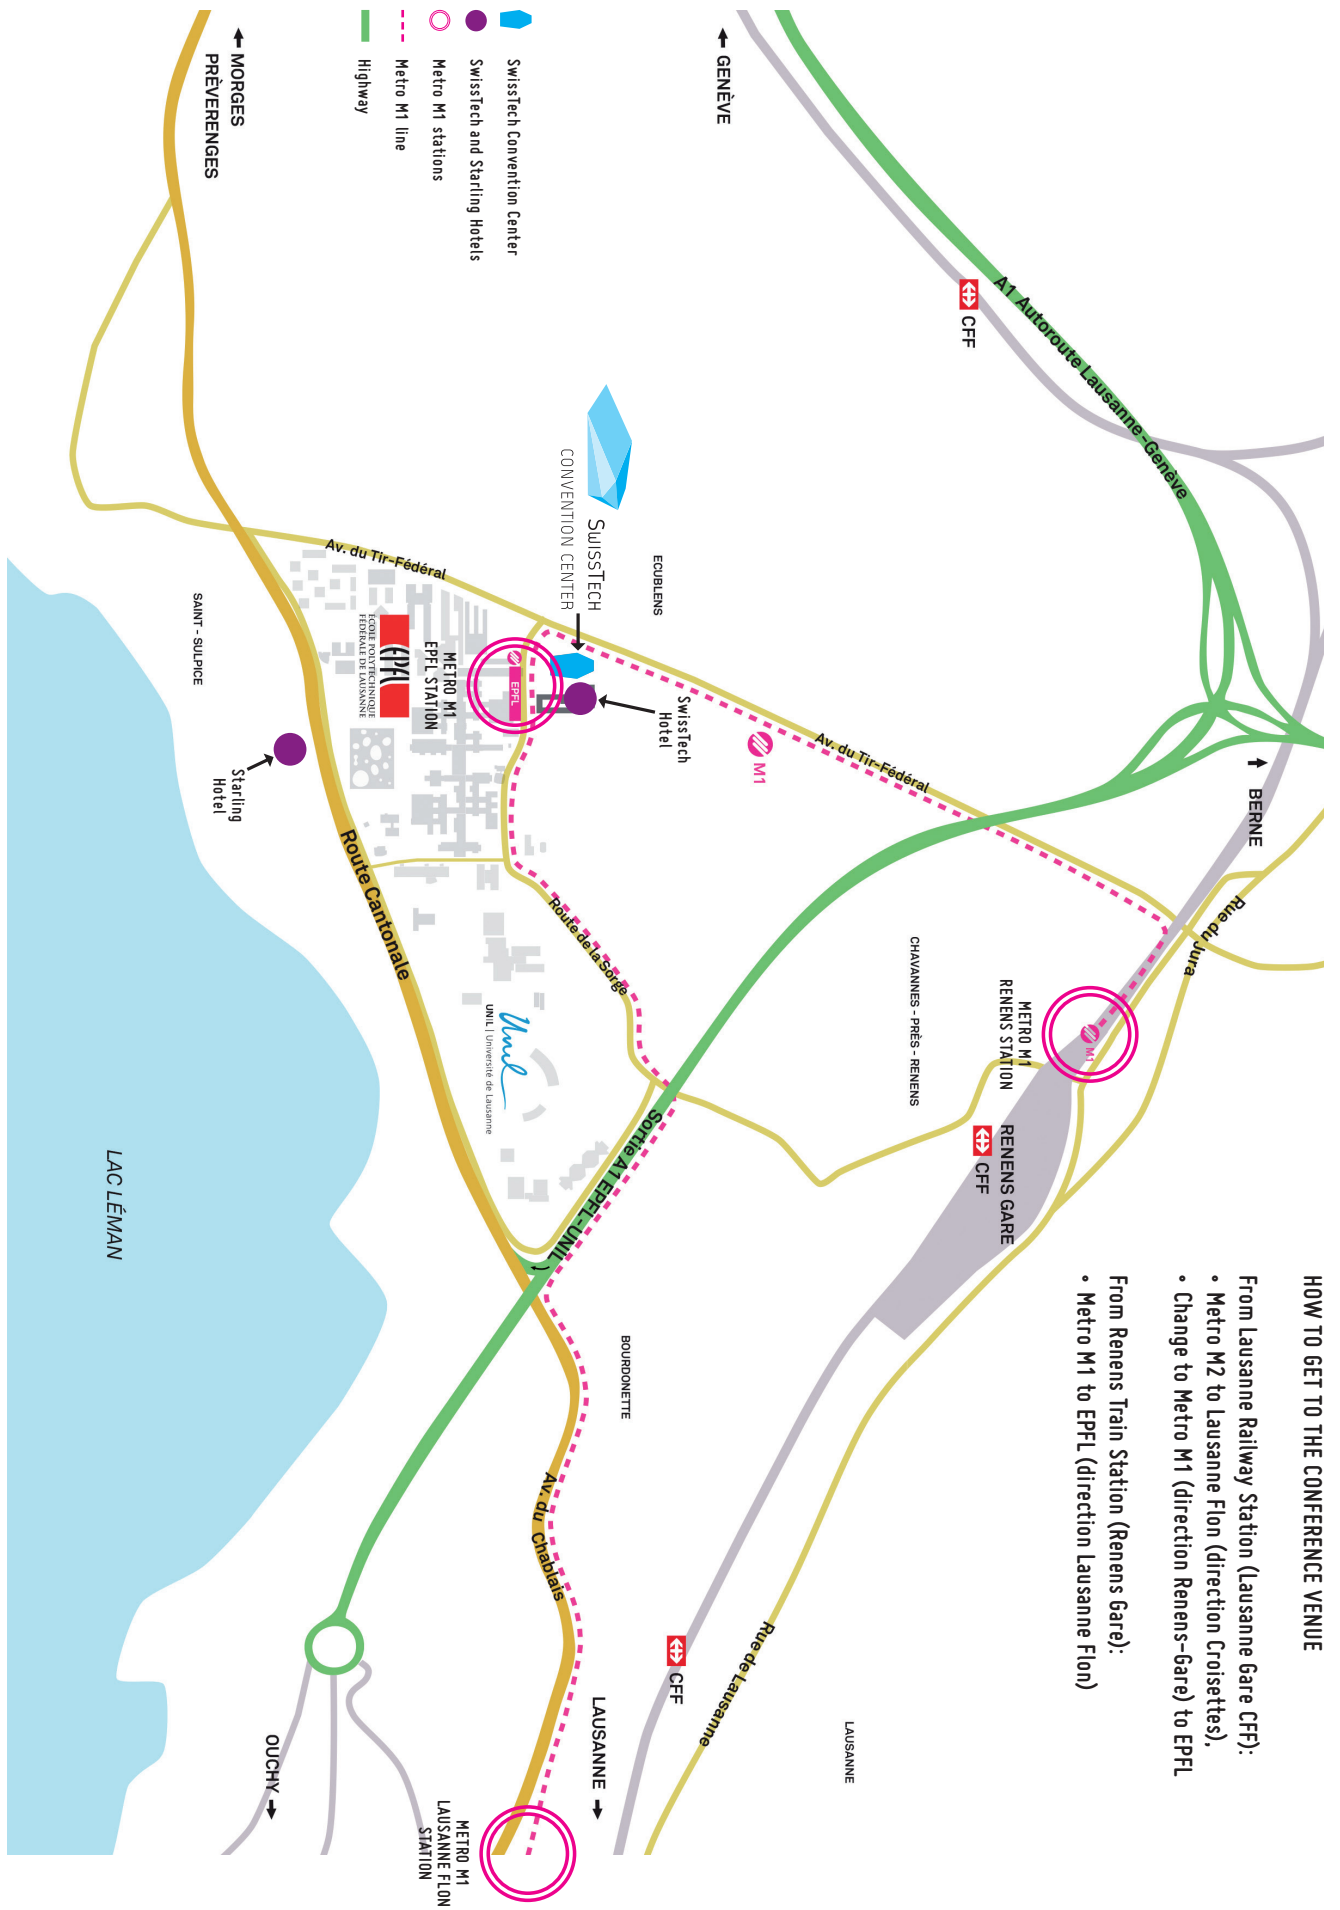 HOW TO GET TO THE CONFERENCE VENUE
From Lausanne Railway Station (Lausanne Gare CFF):
• Metro M2 to Lausanne Flon (direction Croisettes),
• Change to Metro M1 (direction Renens-Gare) to EPFL
From Renens Train Station (Renens Gare):
• Metro M1 to EPFL (direction Lausanne Flon)
BERNE
Rue du Jura
A1 Autoroute Lausanne-Genève
CFF
GENÈVE
METRO M1
RENENS STATION
M1
RENENS GARE
CFF
CHAVANNES - PRÈS - RENENS
Av. du Tir-Fédéral
M1
LAUSANNE
Rue de Lausanne
CFF
LAUSANNE
ECUBLENS
SwissTech
Hotel
SWISSTECH
CONVENTION CENTER
BOURDONETTE
Sortie A1 EPFL-UNIL
Route de la Sorge
Av. du Chablais
EPFL
METRO M1
EPFL STATION
Unil
UNIL | Université de Lausanne
METRO M1
LAUSANNE FLON
STATION
SwissTech Convention Center
SwissTech and Starling Hotels
Metro M1 stations
Metro M1 line
Highway
Av. du Tir-Fédéral
EPFL
ÉCOLE POLYTECHNIQUE
FÉDÉRALE DE LAUSANNE
Route Cantonale
OUCHY
MORGES
PRÈVERENGES
Starling
Hotel
SAINT - SULPICE
LAC LÉMAN